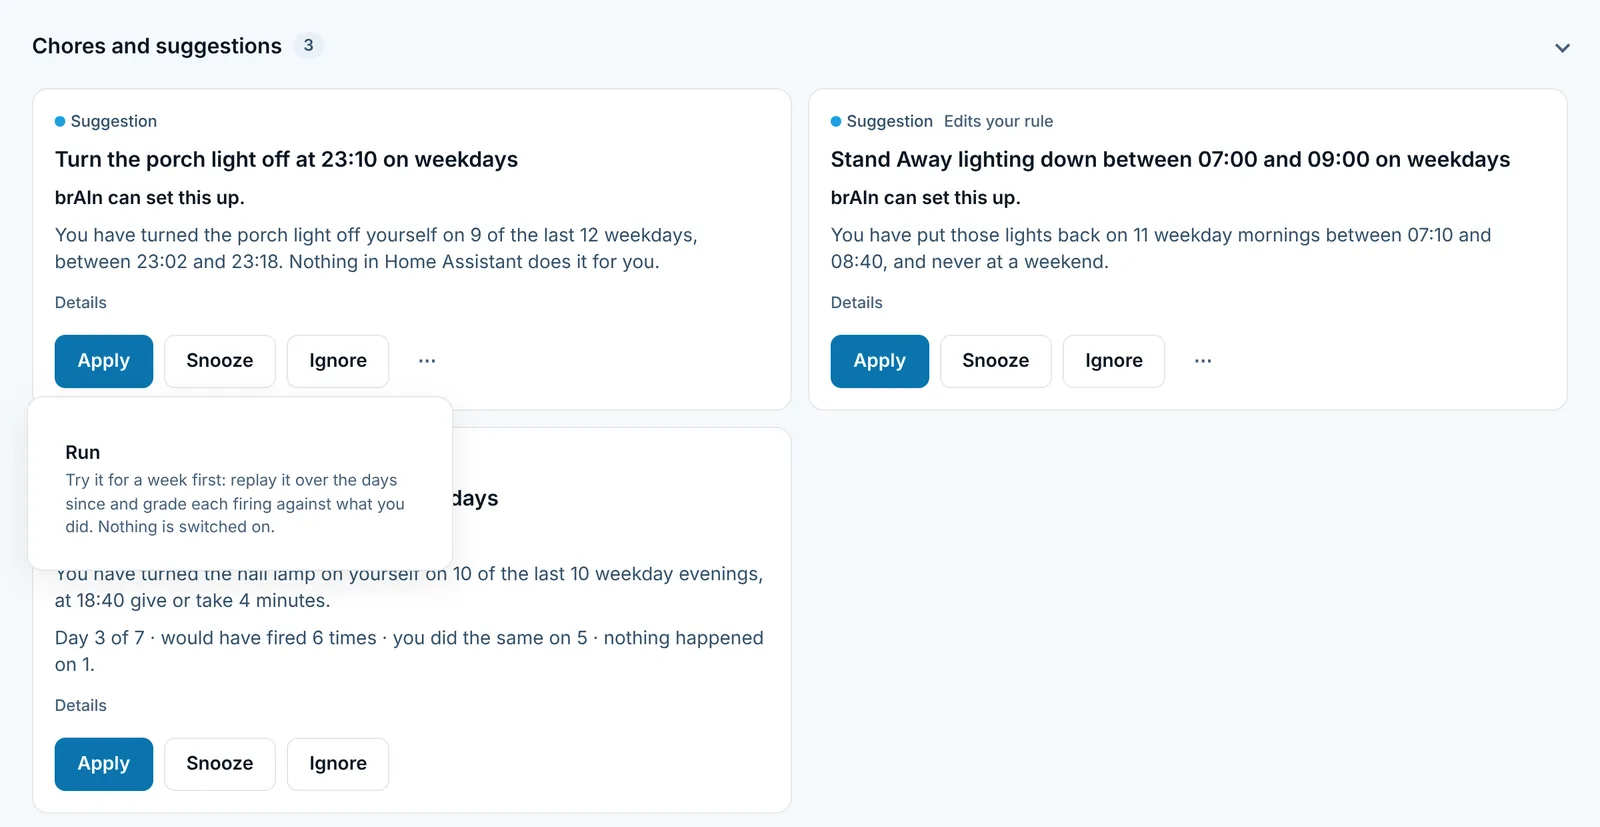 Chores and suggestions 3
Suggestion
Turn the porch light off at 23:10 on weekdays
brAIn can set this up.
You have turned the porch light off yourself on 9 of the last 12 weekdays,
between 23:02 and 23:18. Nothing in Home Assistant does it for you.
Details
Apply Snooze Ignore ···
Suggestion Edits your rule
Stand Away lighting down between 07:00 and 09:00 on weekdays
brAIn can set this up.
You have put those lights back on 11 weekday mornings between 07:10 and
08:40, and never at a weekend.
Details
Apply Snooze Ignore ···
Run
Try it for a week first: replay it over the days
since and grade each firing against what you
did. Nothing is switched on.
days
You have turned the hall lamp on yourself on 10 of the last 10 weekday evenings,
at 18:40 give or take 4 minutes.
Day 3 of 7 · would have fired 6 times · you did the same on 5 · nothing happened
on 1.
Details
Apply Snooze Ignore